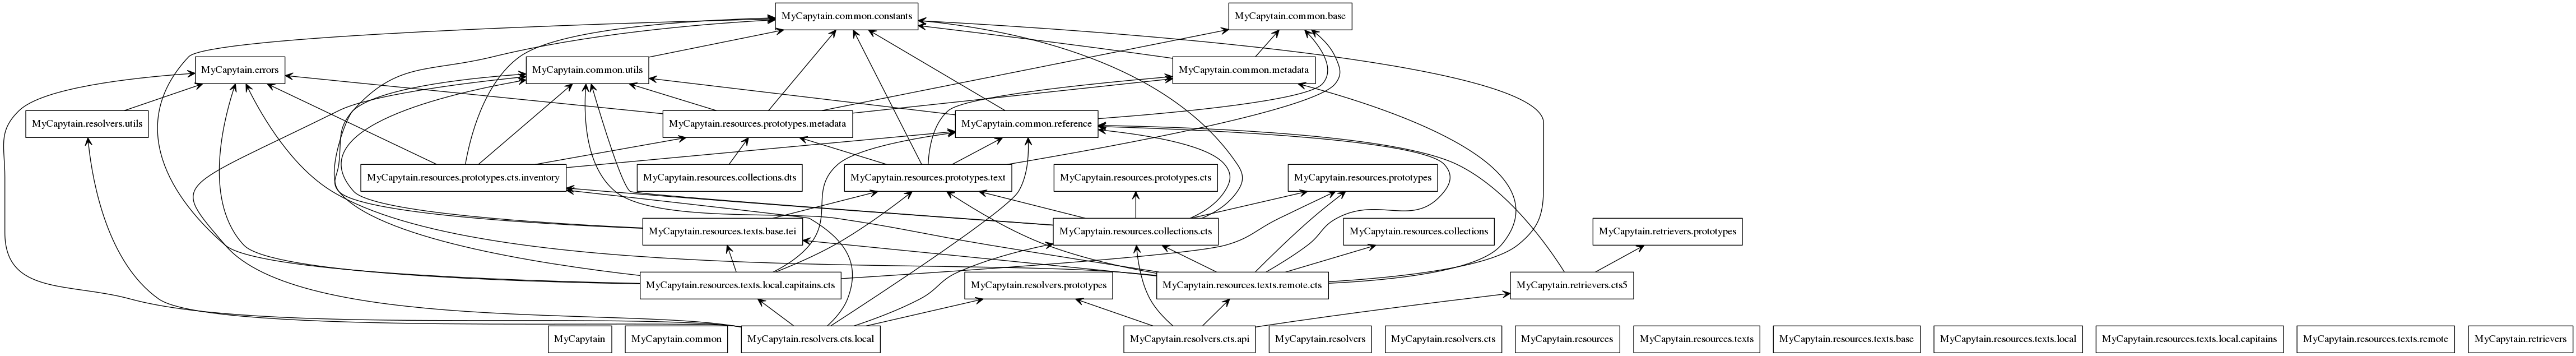 MyCapytain.common.constants
MyCapytain.common.base
MyCapytain.errors
MyCapytain.common.utils
MyCapytain.common.metadata
MyCapytain.resolvers.utils
MyCapytain.resources.prototypes.metadata
MyCapytain.common.reference
MyCapytain.resources.prototypes.cts.inventory
MyCapytain.resources.collections.dts
MyCapytain.resources.prototypes.text
MyCapytain.resources.prototypes.cts
MyCapytain.resources.prototypes
MyCapytain.resources.texts.base.tei
MyCapytain.resources.collections.cts
MyCapytain.resources.collections
MyCapytain.retrievers.prototypes
MyCapytain.resources.texts.local.capitains.cts
MyCapytain.resolvers.prototypes
MyCapytain.resources.texts.remote.cts
MyCapytain.retrievers.cts5
MyCapytain
MyCapytain.common
MyCapytain.resolvers.cts.local
MyCapytain.resolvers.cts.api
MyCapytain.resolvers
MyCapytain.resolvers.cts
MyCapytain.resources
MyCapytain.resources.texts
MyCapytain.resources.texts.base
MyCapytain.resources.texts.local
MyCapytain.resources.texts.local.capitains
MyCapytain.resources.texts.remote
MyCapytain.retrievers